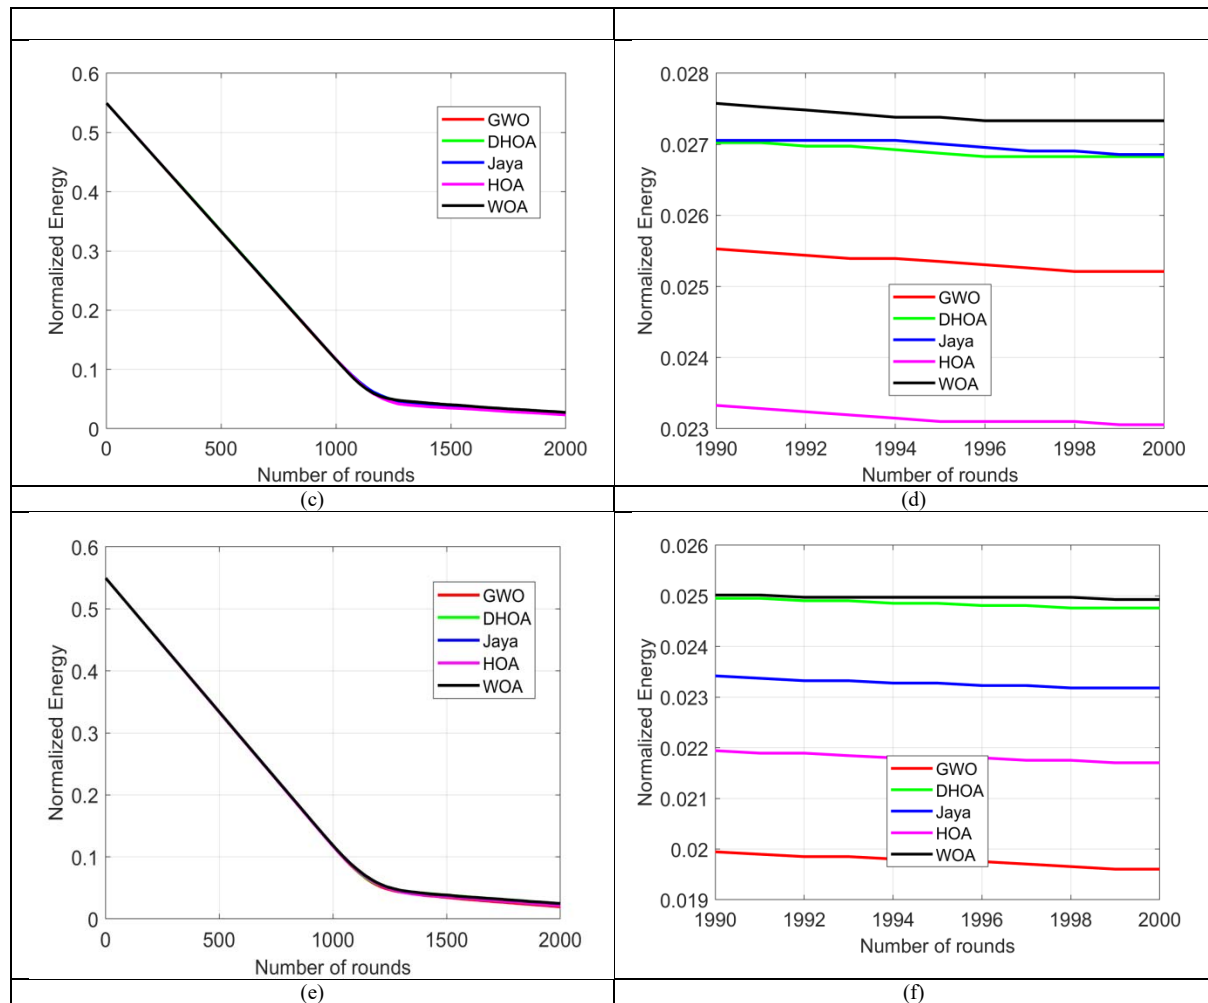 0.6
0.5
0.4
0.3
0.2
0.1
0
Normalized Energy
GWO
DHOA
Jaya
HOA
WOA
0 500 1000 1500 2000
Number of rounds
(c)
0.028
0.027
0.026
0.025
0.024
0.023
Normalized Energy
GWO
DHOA
Jaya
HOA
WOA
1990 1992 1994 1996 1998 2000
Number of rounds
(d)
0.6
0.5
0.4
0.3
0.2
0.1
0
Normalized Energy
GWO
DHOA
Jaya
HOA
WOA
0 500 1000 1500 2000
Number of rounds
(e)
0.026
0.025
0.024
0.023
0.022
0.021
0.02
0.019
Normalized Energy
GWO
DHOA
Jaya
HOA
WOA
1990 1992 1994 1996 1998 2000
Number of rounds
(f)